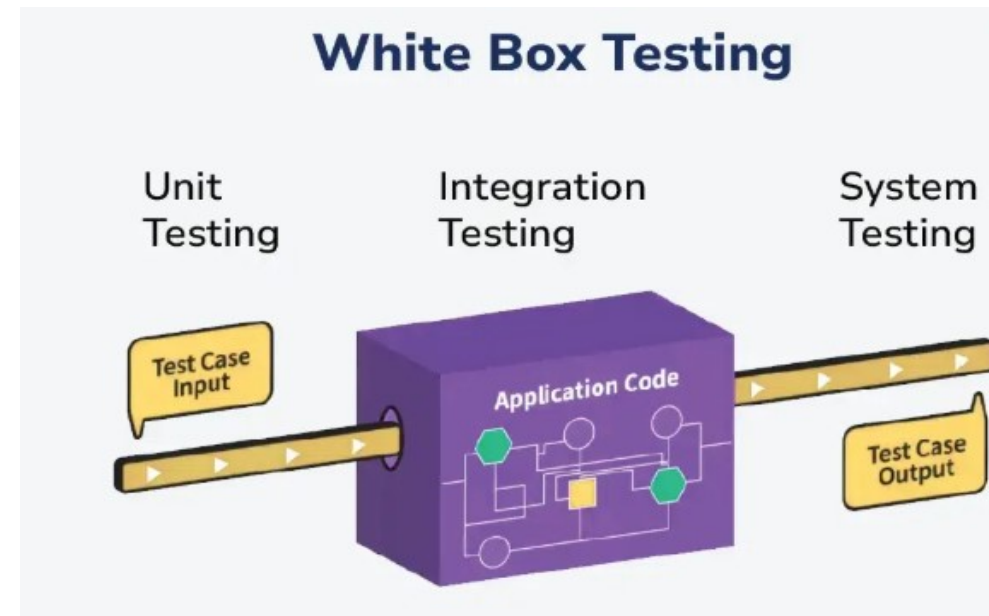 White Box Testing
Unit
Testing
Integration
Testing
System
Testing
Test Case
Input
Application Code
Test Case
Output